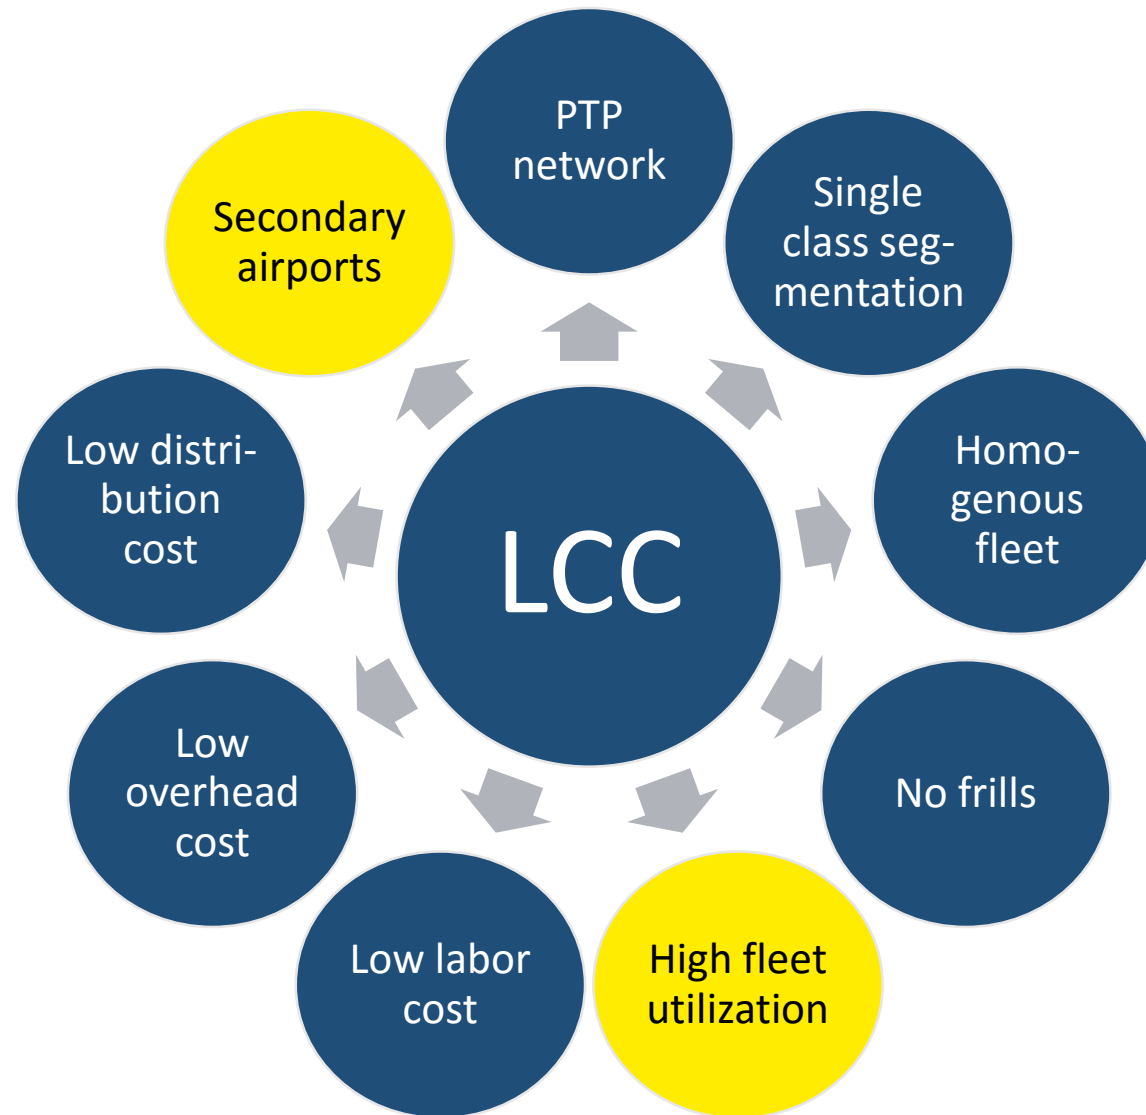 PTP
network
Single
class seg-
mentation
Homo-
genous
fleet
No frills
High fleet
utilization
Low labor
cost
Low
overhead
cost
Low distri-
bution
cost
Secondary
airports
LCC